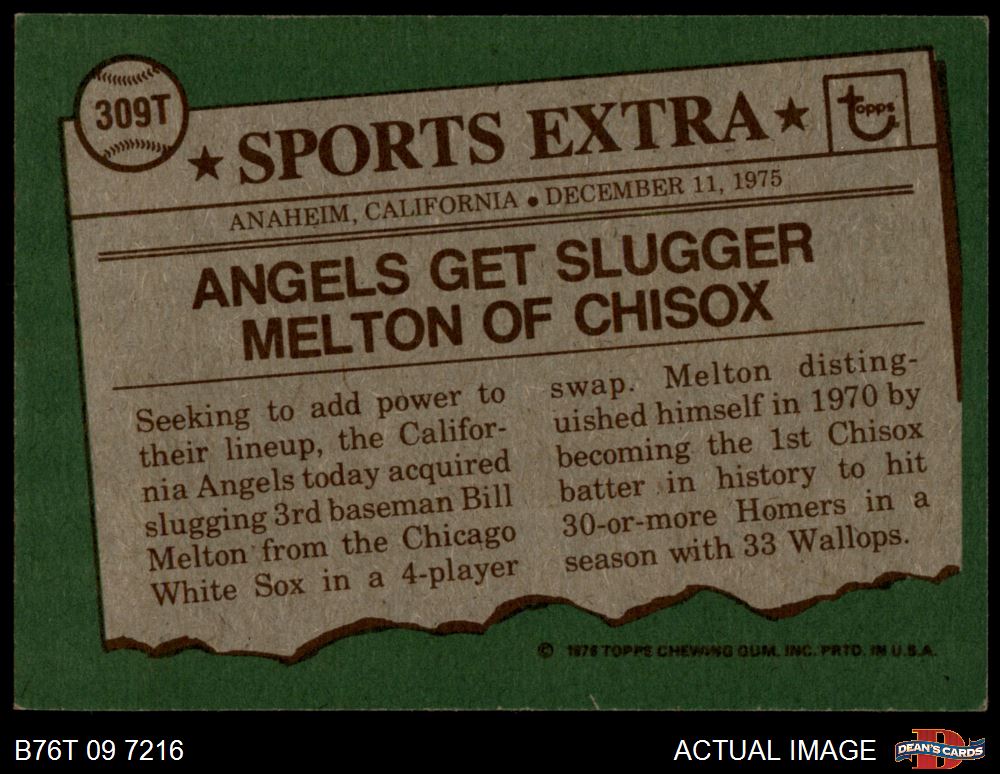 309T
★ SPORTS EXTRA ★
topps
ANAHEIM, CALIFORNIA • DECEMBER 11, 1975
ANGELS GET SLUGGER
MELTON OF CHISOX
Seeking to add power to
their lineup, the Califor-
nia Angels today acquired
slugging 3rd baseman Bill
Melton from the Chicago
White Sox in a 4-player
swap. Melton disting-
uished himself in 1970 by
becoming the 1st Chisox
batter in history to hit
30-or-more Homers in a
season with 33 Wallops.
© 1976 TOPPS CHEWING GUM, INC. PRTD. IN U.S.A.
B76T 09 7216
ACTUAL IMAGE
D
DEAN'S CARDS